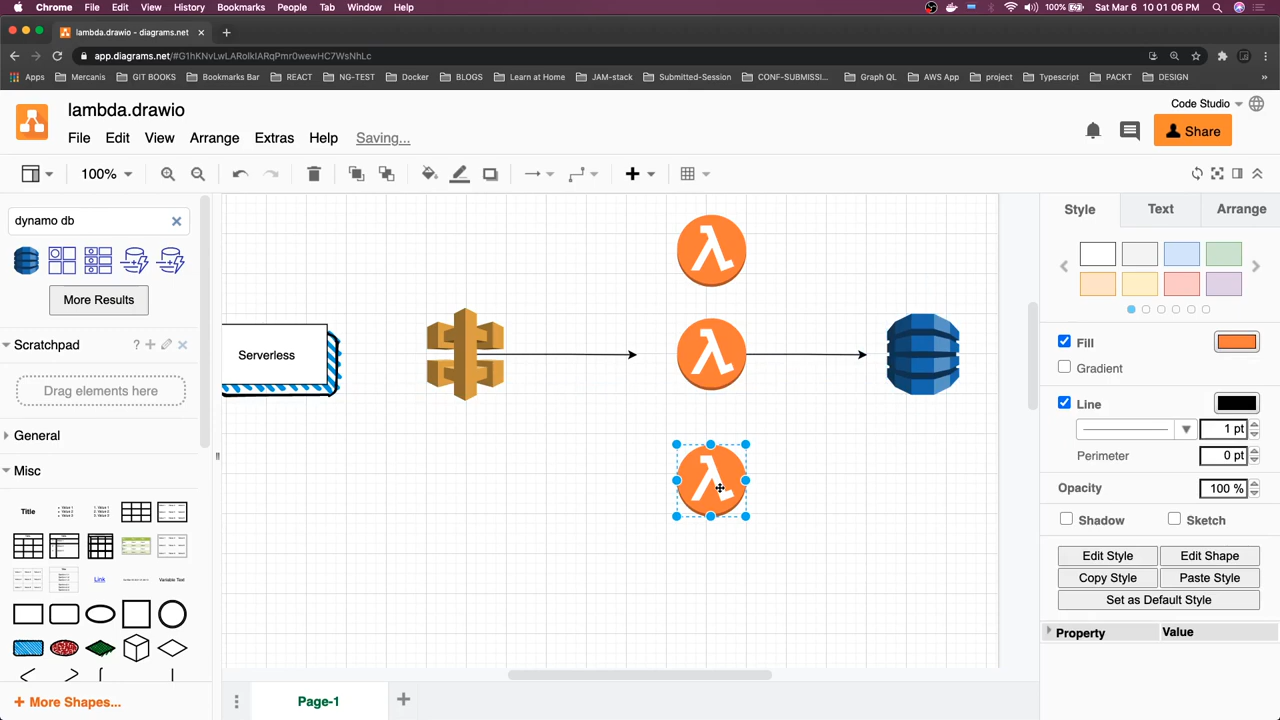 Chrome File Edit View History Bookmarks People Tab Window Help 100% Sat Mar 6 10:01:06 PM
lambda.drawio - diagrams.net
app.diagrams.net/#G1hKNvLwLARolkIARqPmr0wewHC7WsNhLc
Apps Mercanis GIT BOOKS Bookmarks Bar REACT NG-TEST Docker BLOGS Learn at Home JAM-stack Submitted-Session CONF-SUBMISSI... Graph QL AWS App project Typescript PACKT DESIGN »
lambda.drawio
Code Studio
File Edit View Arrange Extras Help Saving...
Share
100%
dynamo db
Style Text Arrange
More Results
Scratchpad ?
Drag elements here
General
Misc
Title
Link
Variable Text
More Shapes...
Serverless
Fill
Gradient
Line
1 pt
Perimeter 0 pt
Opacity 100 %
Shadow Sketch
Edit Style Edit Shape
Copy Style Paste Style
Set as Default Style
Property Value
Page-1